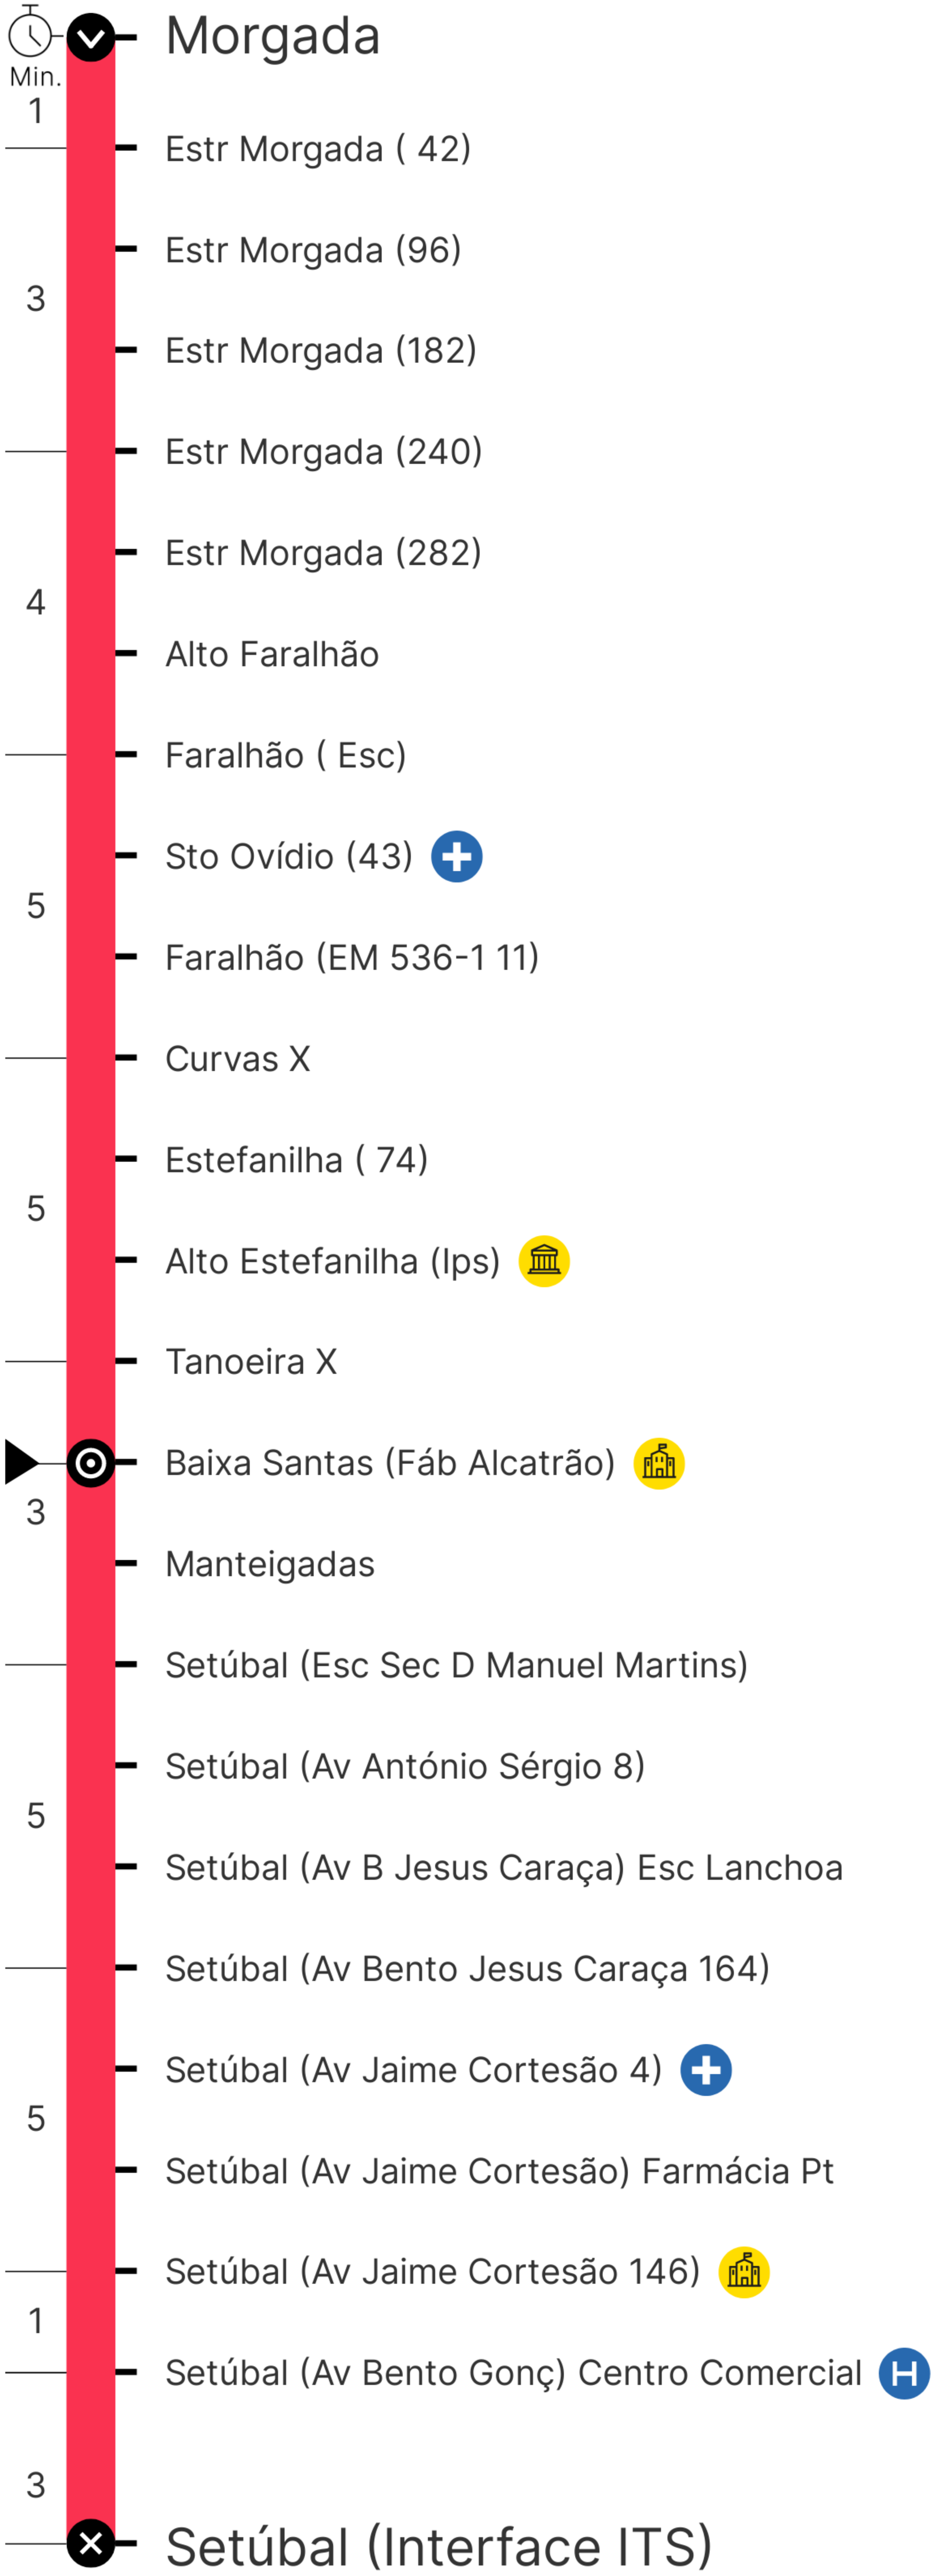 Morgada
Min.
1
Estr Morgada ( 42)
Estr Morgada (96)
3
Estr Morgada (182)
Estr Morgada (240)
Estr Morgada (282)
4
Alto Faralhão
Faralhão ( Esc)
Sto Ovídio (43)
5
Faralhão (EM 536-1 11)
Curvas X
Estefanilha ( 74)
5
Alto Estefanilha (Ips)
Tanoeira X
Baixa Santas (Fáb Alcatrão)
3
Manteigadas
Setúbal (Esc Sec D Manuel Martins)
Setúbal (Av António Sérgio 8)
5
Setúbal (Av B Jesus Caraça) Esc Lanchoa
Setúbal (Av Bento Jesus Caraça 164)
Setúbal (Av Jaime Cortesão 4)
5
Setúbal (Av Jaime Cortesão) Farmácia Pt
Setúbal (Av Jaime Cortesão 146)
1
Setúbal (Av Bento Gonç) Centro Comercial H
3
Setúbal (Interface ITS)